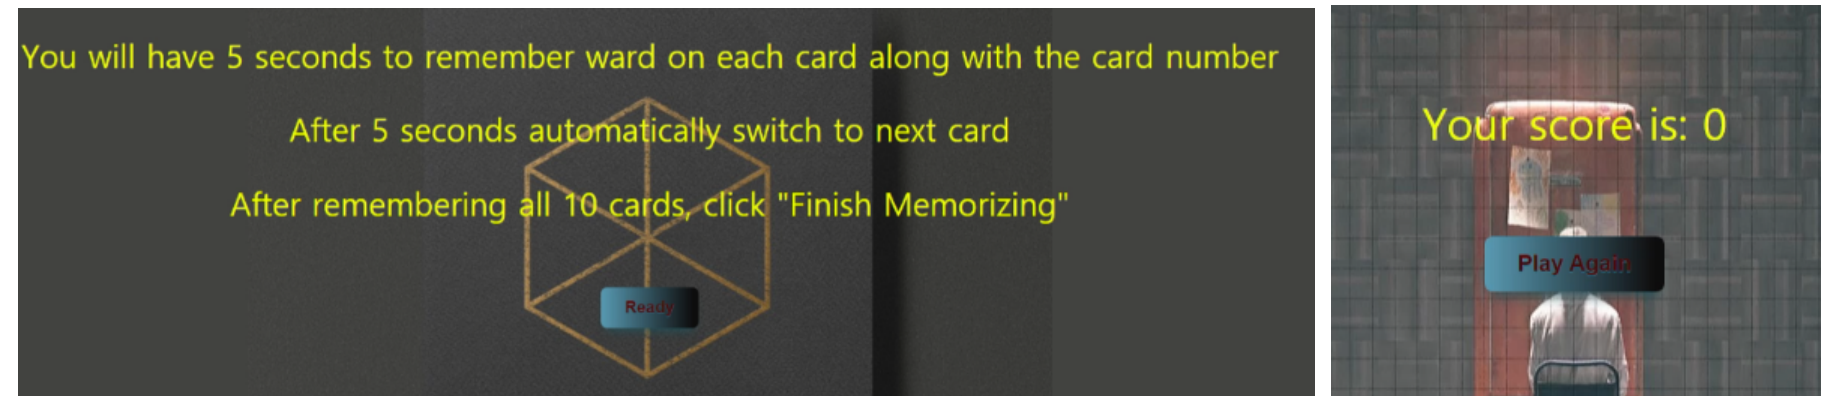 You will have 5 seconds to remember ward on each card along with the card number
After 5 seconds automatically switch to next card
After remembering all 10 cards, click "Finish Memorizing"
Ready
Your score is: 0
Play Again